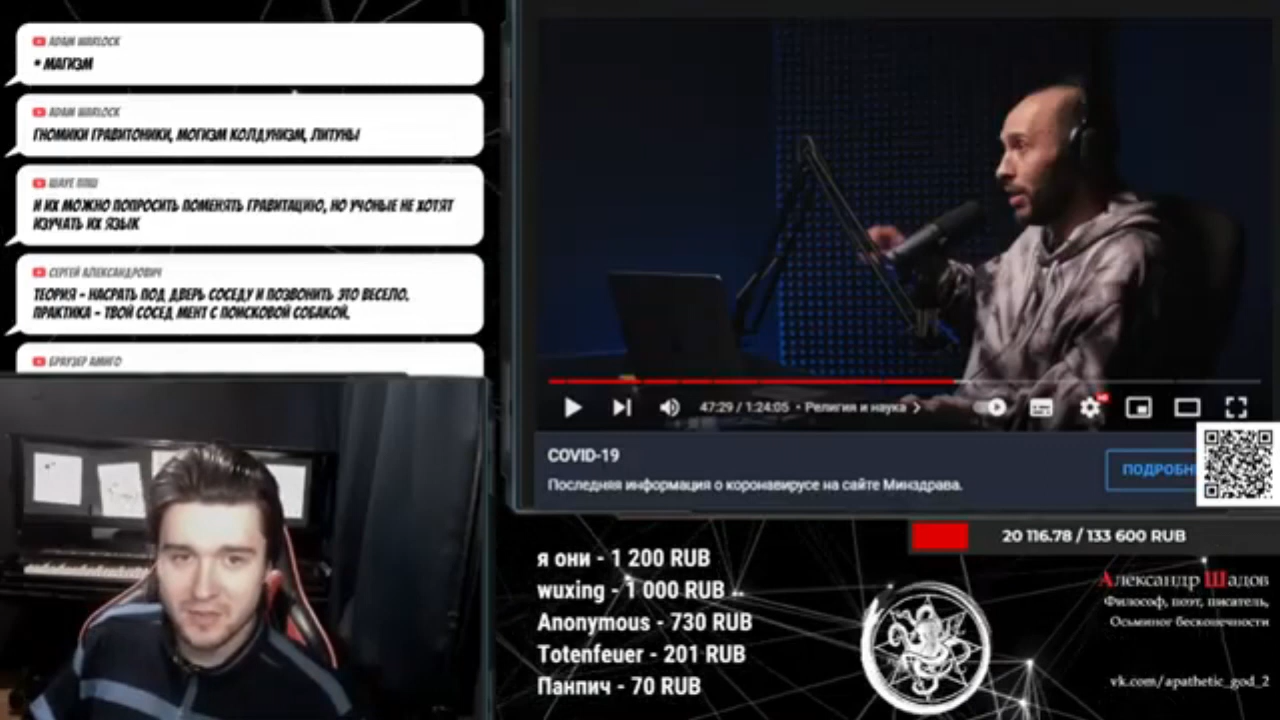 ADAM WARLOCK
• МАГИЗМ
ADAM WARLOCK
ГНОМИКИ ГРАВИТОНИКИ, МОГИЗМ КОЛДУНИЗМ, ЛИТУНЫ
ШАУЕ ППШ
И ИХ МОЖНО ПОПРОСИТЬ ПОМЕНЯТЬ ГРАВИТАЦИЮ, НО УЧОНЫЕ НЕ ХОТЯТ
ИЗУЧАТЬ ИХ ЯЗЫК
СЕРГЕЙ АЛЕКСАНДРОВИЧ
ТЕОРИЯ - НАСРАТЬ ПОД ДВЕРЬ СОСЕДУ И ПОЗВОНИТЬ ЭТО ВЕСЕЛО.
ПРАКТИКА - ТВОЙ СОСЕД МЕНТ С ПОИСКОВОЙ СОБАКОЙ.
БРАУЗЕР АМИГО
47:29 / 1:24:05 • Религия и наука
COVID-19
Последняя информация о коронавирусе на сайте Минздрава.
ПОДРОБН
20 116.78 / 133 600 RUB
я они - 1 200 RUB
wuxing - 1 000 RUB
Anonymous - 730 RUB
Totenfeuer - 201 RUB
Панпич - 70 RUB
Александр Шадов
Философ, поэт, писатель,
Осьминог бесконечности
vk.com/apathetic_god_2